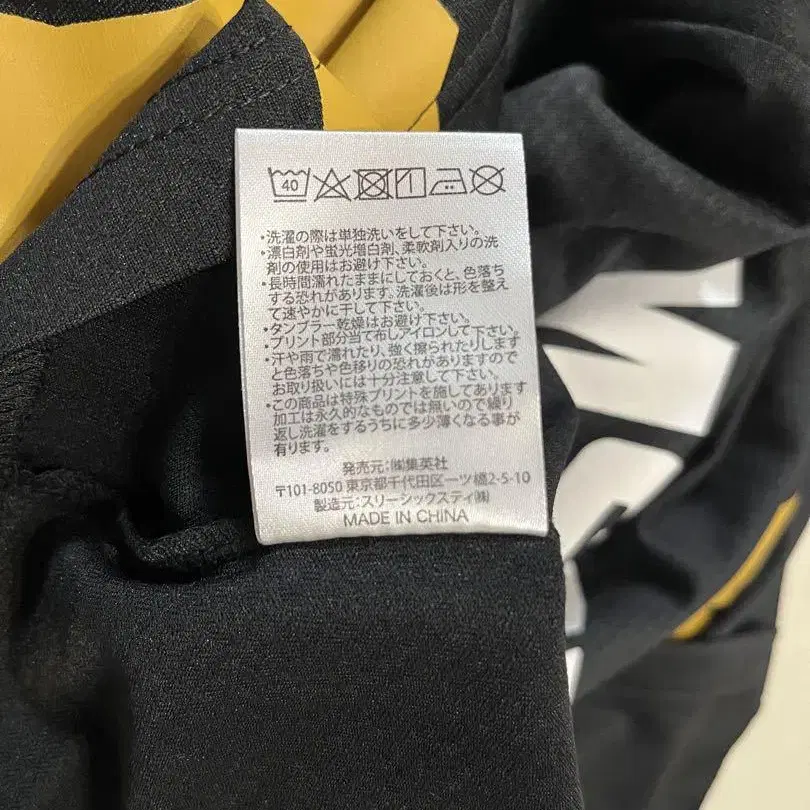 40
・洗濯の際は単独洗いをして下さい。
・漂白剤や蛍光増白剤、柔軟剤入りの洗
剤の使用はお避け下さい。
・長時間濡れたままにしておくと、色落ち
する恐れがあります。洗濯後は形を整え
て速やかに干して下さい。
・タンブラー乾燥はお避け下さい。
・プリント部分当て布しアイロンして下さい。
・汗や雨で濡れたり、強く擦られたりします
と色落ちや色移りの恐れがありますので
お取り扱いには十分注意して下さい。
・この商品は特殊プリントを施してあります
加工は永久的なものでは無いので繰り
返し洗濯をするうちに多少薄くなる事が
有ります。
発売元：㈱集英社
〒101-8050 東京都千代田区一ツ橋2-5-10
製造元：スリーシックスティ㈱
MADE IN CHINA